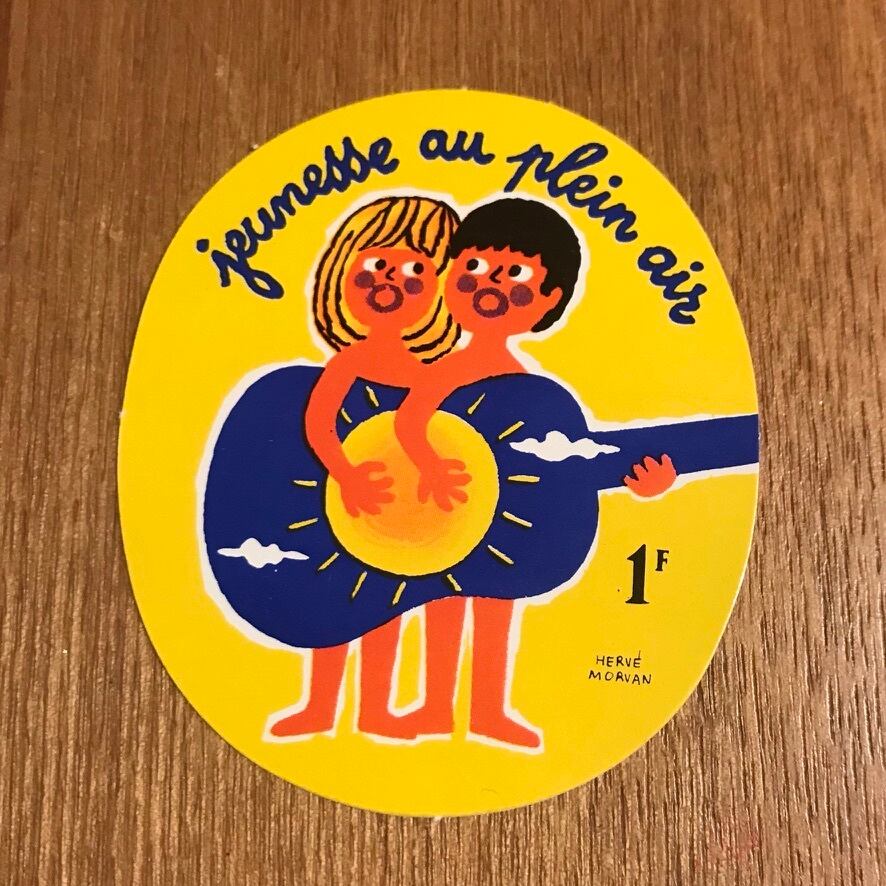 jeunesse au plein air
1F
HERVÉ
MORVAN